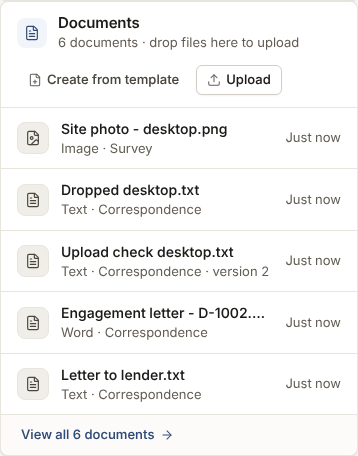 Documents
6 documents · drop files here to upload
Create from template
Upload
Site photo - desktop.png
Just now
Image · Survey
Dropped desktop.txt
Just now
Text · Correspondence
Upload check desktop.txt
Just now
Text · Correspondence · version 2
Engagement letter - D-1002....
Just now
Word · Correspondence
Letter to lender.txt
Just now
Text · Correspondence
View all 6 documents →